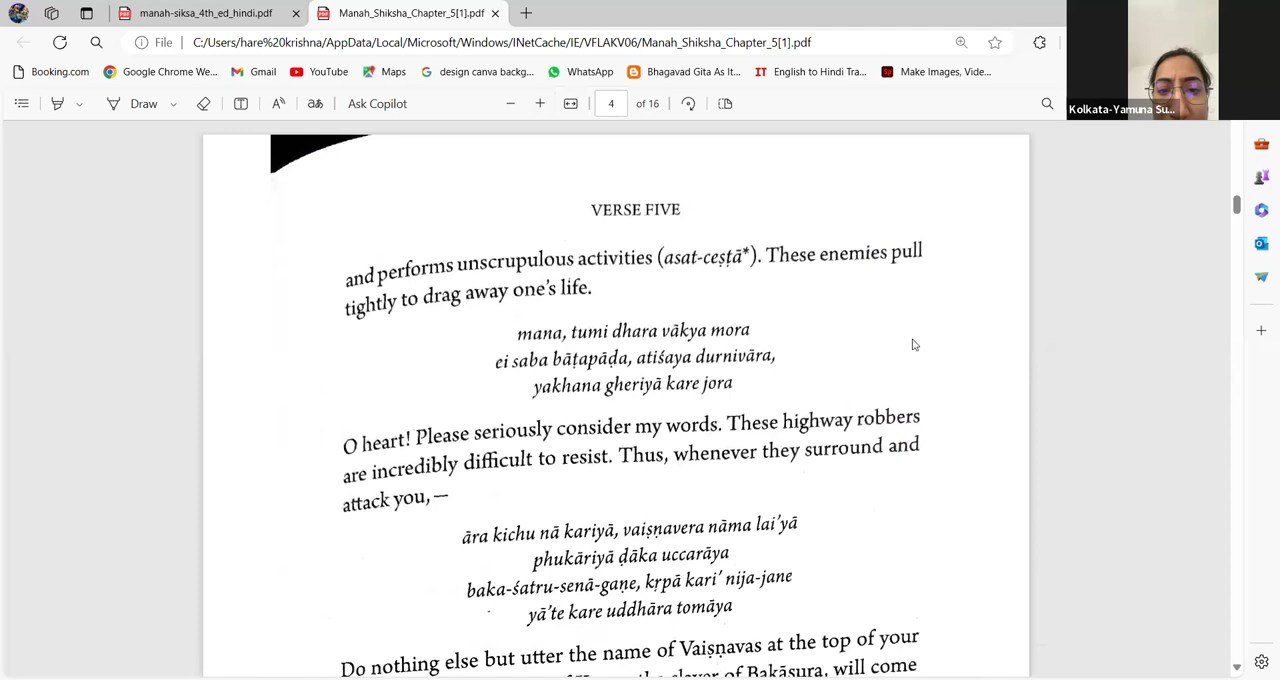 manah-siksa_4th_ed_hindi.pdf
Manah_Shiksha_Chapter_5[1].pdf
File
C:/Users/hare%20krishna/AppData/Local/Microsoft/Windows/INetCache/IE/VFLAKV06/Manah_Shiksha_Chapter_5[1].pdf
Booking.com
Google Chrome We...
Gmail
YouTube
Maps
design canva backg...
WhatsApp
Bhagavad Gita As It...
English to Hindi Tra...
Make Images, Vide...
Draw
Ask Copilot
4 of 16
Kolkata-Yamuna Su...
VERSE FIVE
and performs unscrupulous activities (asat-ceṣṭā*). These enemies pull
tightly to drag away one's life.
mana, tumi dhara vākya mora
ei saba bāṭapāḍa, atiśaya durnivāra,
yakhana gheriyā kare jora
O heart! Please seriously consider my words. These highway robbers
are incredibly difficult to resist. Thus, whenever they surround and
attack you,—
āra kichu nā kariyā, vaiṣṇavera nāma lai'yā
phukāriyā ḍāka uccarāya
baka-śatru-senā-gaṇe, kṛpā kari' nija-jane
yā'te kare uddhāra tomāya
Do nothing else but utter the name of Vaiṣṇavas at the top of your
the slayer of Bakāsura, will come